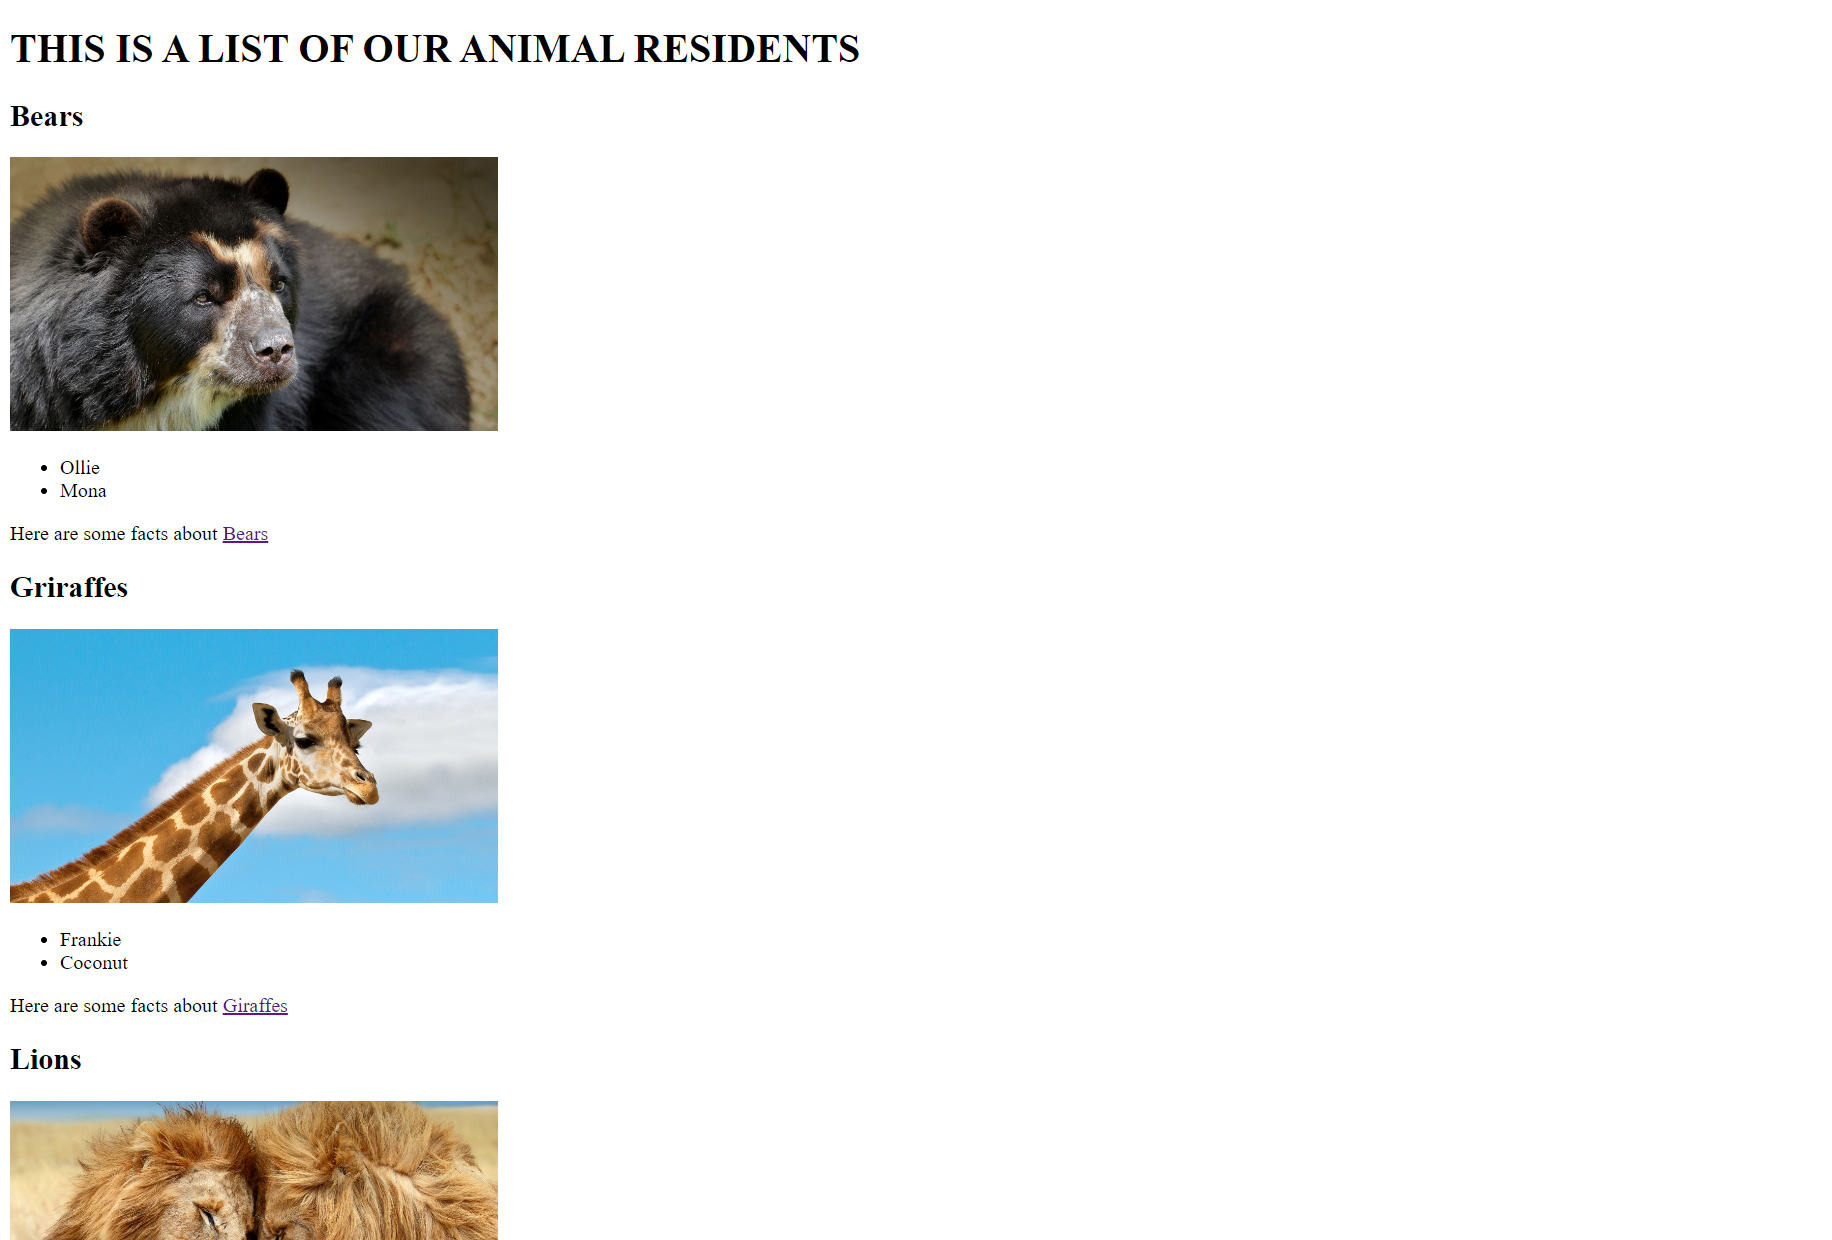 THIS IS A LIST OF OUR ANIMAL RESIDENTS
Bears
Ollie
Mona
Here are some facts about Bears
Griraffes
Frankie
Coconut
Here are some facts about Giraffes
Lions